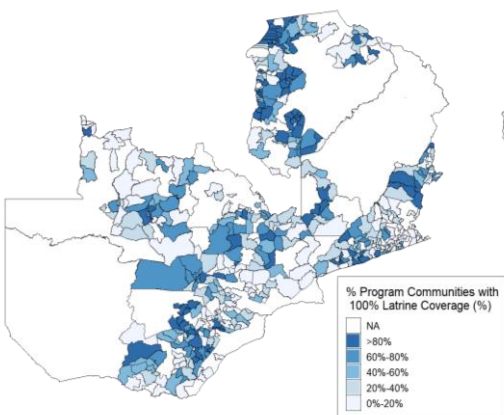 % Program Communities with
100% Latrine Coverage (%)
NA
>80%
60%-80%
40%-60%
20%-40%
0%-20%